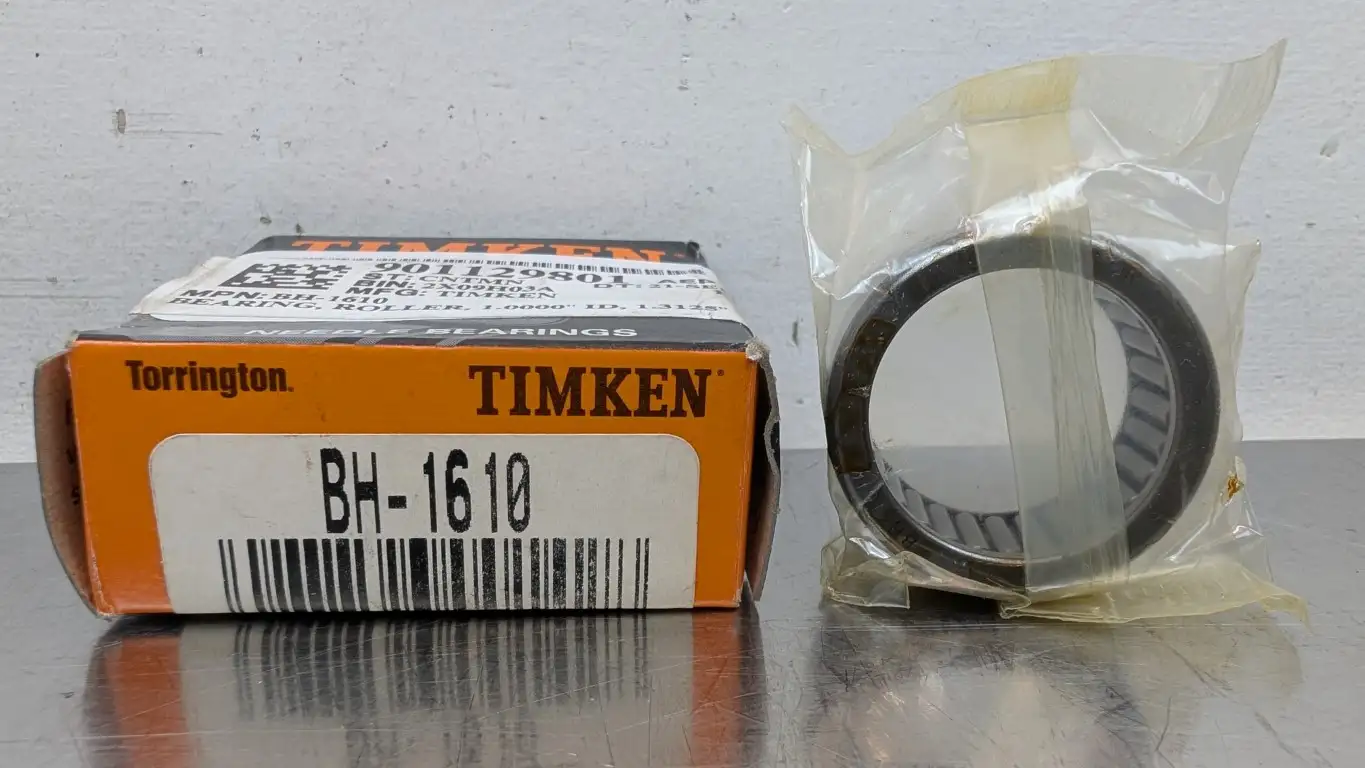 TIMKEN
901129801
BIN: 2X09H03A
MFG: TIMKEN
MPN: BH-1610
BEARING, ROLLER, 1.0000" ID, 1.3125"
NEEDLE BEARINGS
Torrington.
TIMKEN
BH-1610